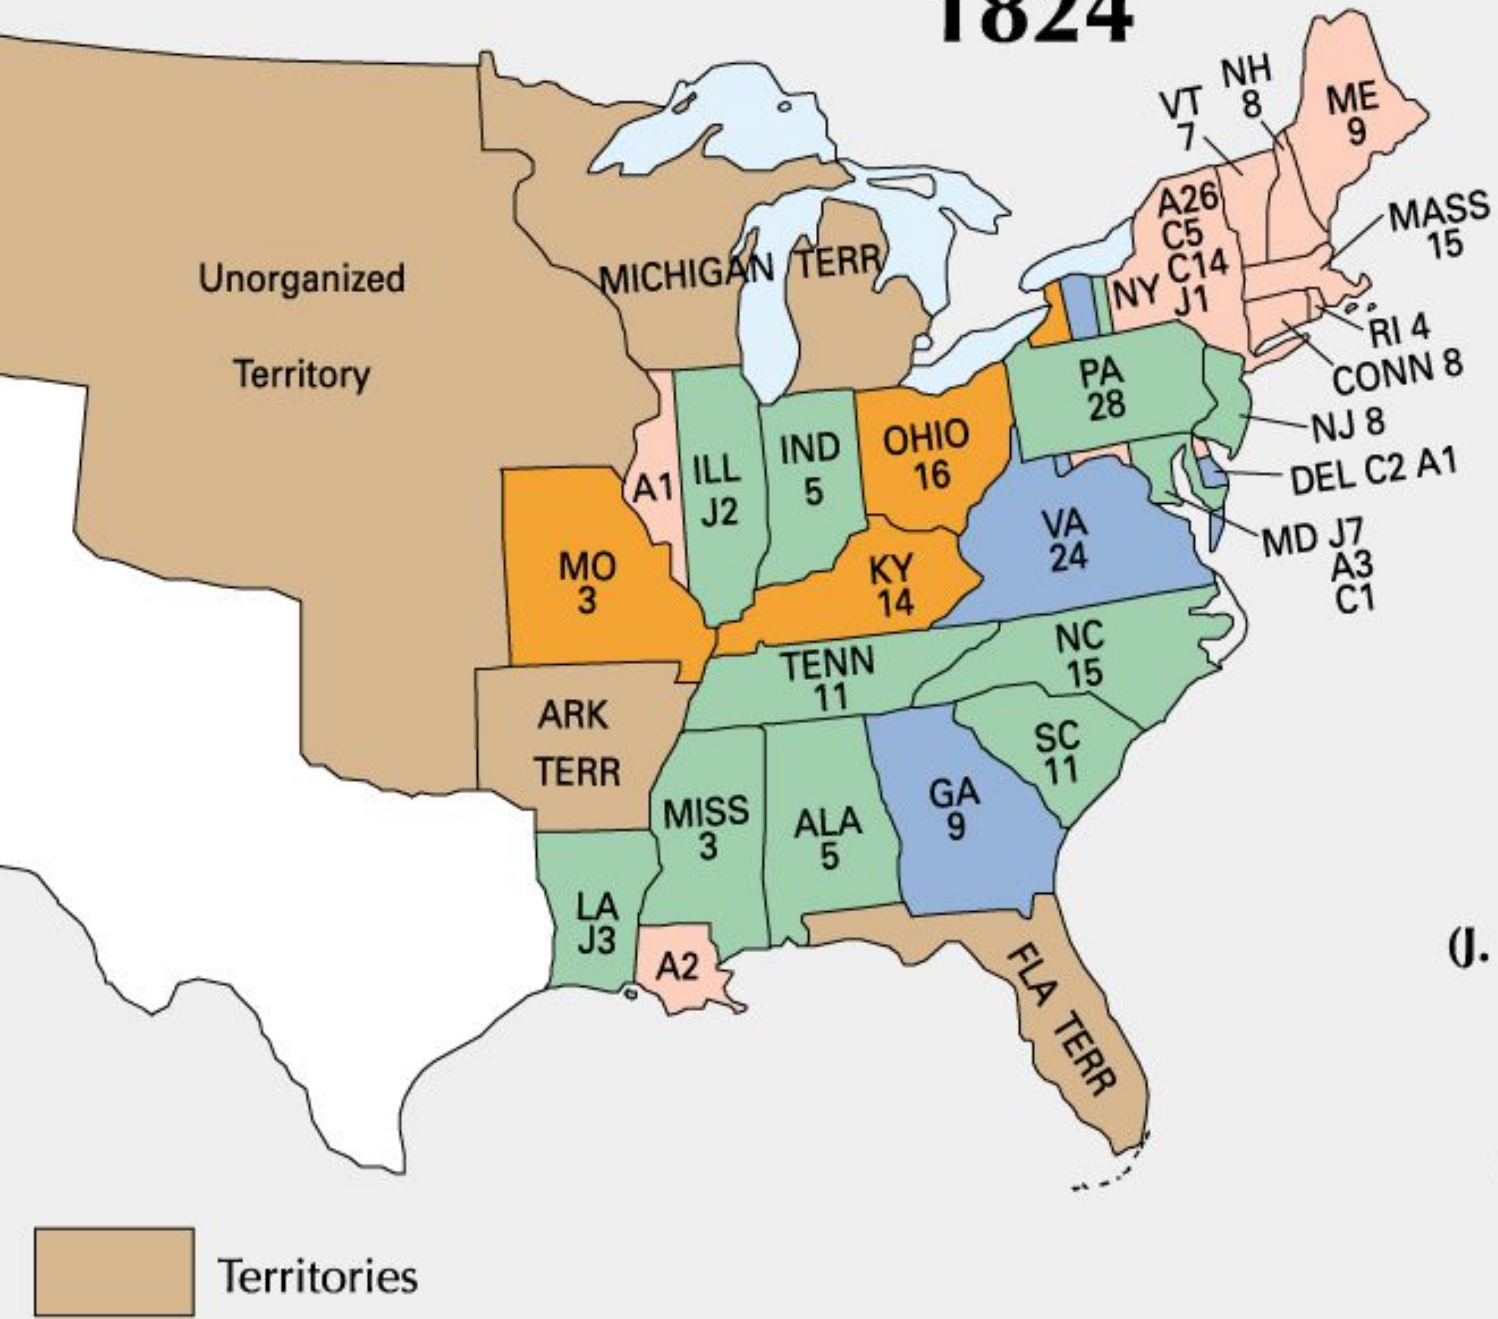 1824
NH
8
VT
7
ME
9
A26
C5
C14
NY
J1
MASS
15
RI 4
CONN 8
NJ 8
DEL C2 A1
MD J7
A3
C1
Unorganized
Territory
MICHIGAN TERR
PA
28
OHIO
16
IND
5
ILL
J2
A1
MO
3
KY
14
VA
24
TENN
11
NC
15
ARK
TERR
SC
11
MISS
3
ALA
5
GA
9
LA
J3
A2
FLA TERR
(J.
Territories